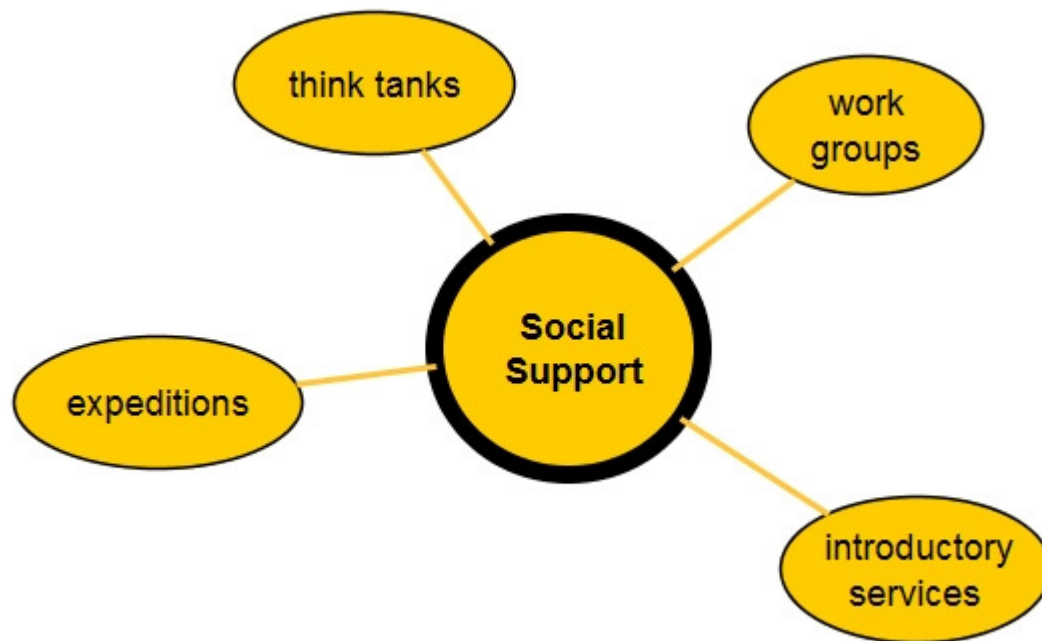 think tanks
work
groups
Social
Support
expeditions
introductory
services